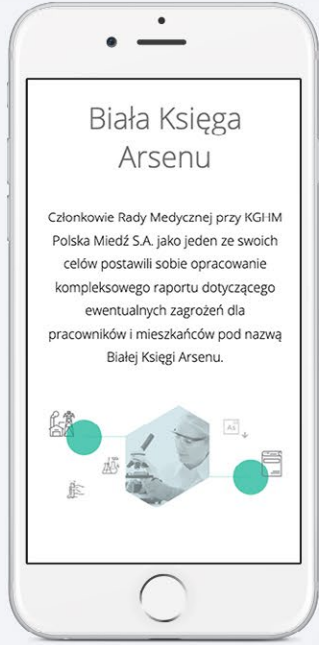 Biała Księga
Arsenu
Członkowie Rady Medycznej przy KGHM
Polska Miedź S.A. jako jeden ze swoich
celów postawili sobie opracowanie
kompleksowego raportu dotyczącego
ewentualnych zagrożeń dla
pracowników i mieszkańców pod nazwą
Białej Księgi Arsenu.
As